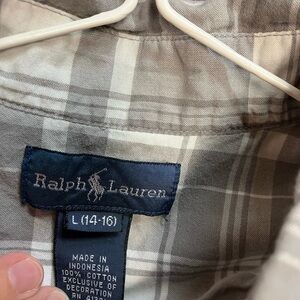 Ralph Lauren
L (14-16)
MADE IN
INDONESIA
100% COTTON
EXCLUSIVE OF
DECORATION